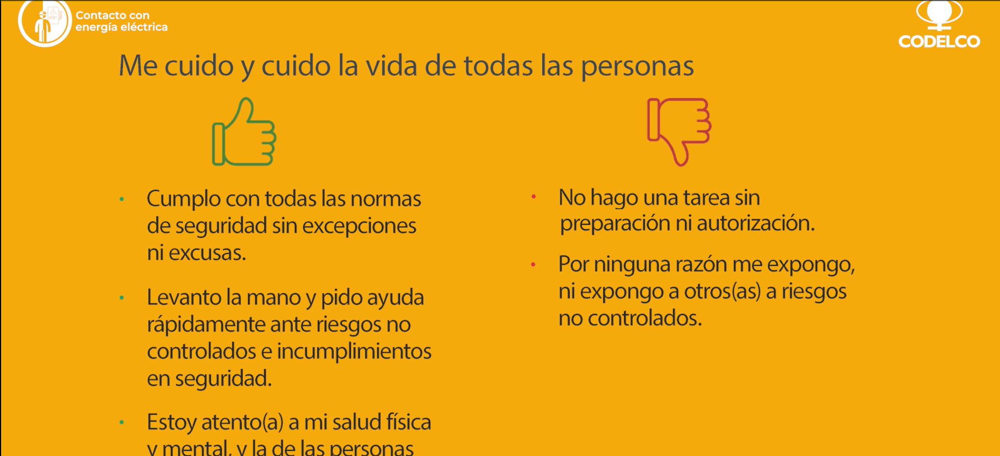 Contacto con
energía eléctrica
CODELCO
Me cuido y cuido la vida de todas las personas
Cumplo con todas las normas
de seguridad sin excepciones
ni excusas.
Levanto la mano y pido ayuda
rápidamente ante riesgos no
controlados e incumplimientos
en seguridad.
Estoy atento(a) a mi salud física
y mental, y la de las personas
No hago una tarea sin
preparación ni autorización.
Por ninguna razón me expongo,
ni expongo a otros(as) a riesgos
no controlados.